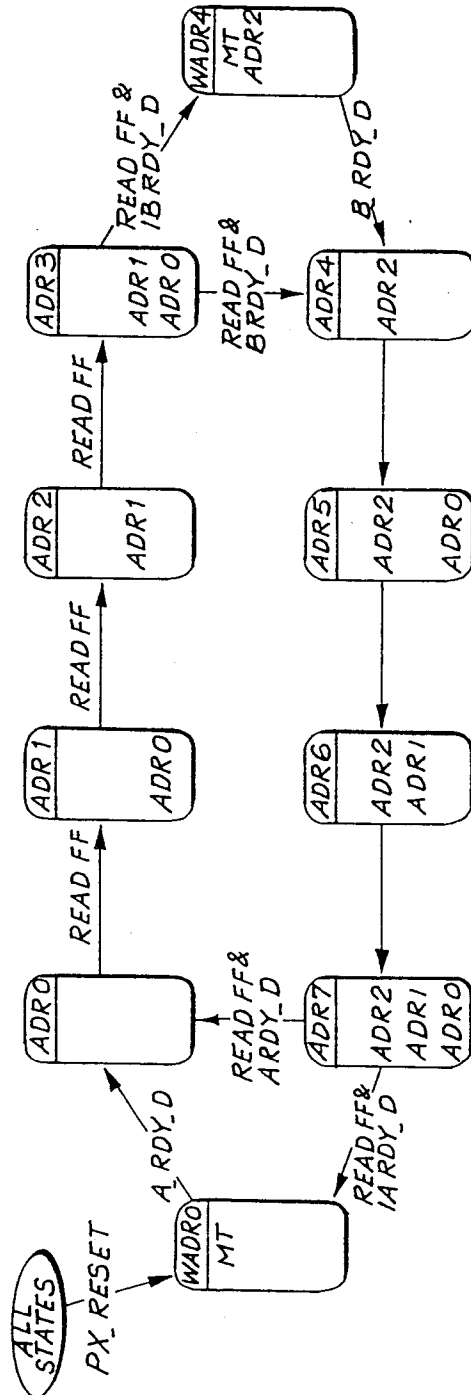 ALL
STATES
PX_RESET
WADR0
MT
A_RDY_D
ADR0
READ FF
ADR1
ADR0
READ FF
ADR2
ADR1
READ FF
ADR3
ADR1
ADR0
READ FF &
!BRDY_D
WADR4
MT
ADR2
B_RDY_D
READ FF &
BRDY_D
ADR4
ADR2
ADR5
ADR2
ADR0
ADR6
ADR2
ADR1
ADR7
ADR2
ADR1
ADR0
READ FF &
ARDY_D
READ FF &
!ARDY_D